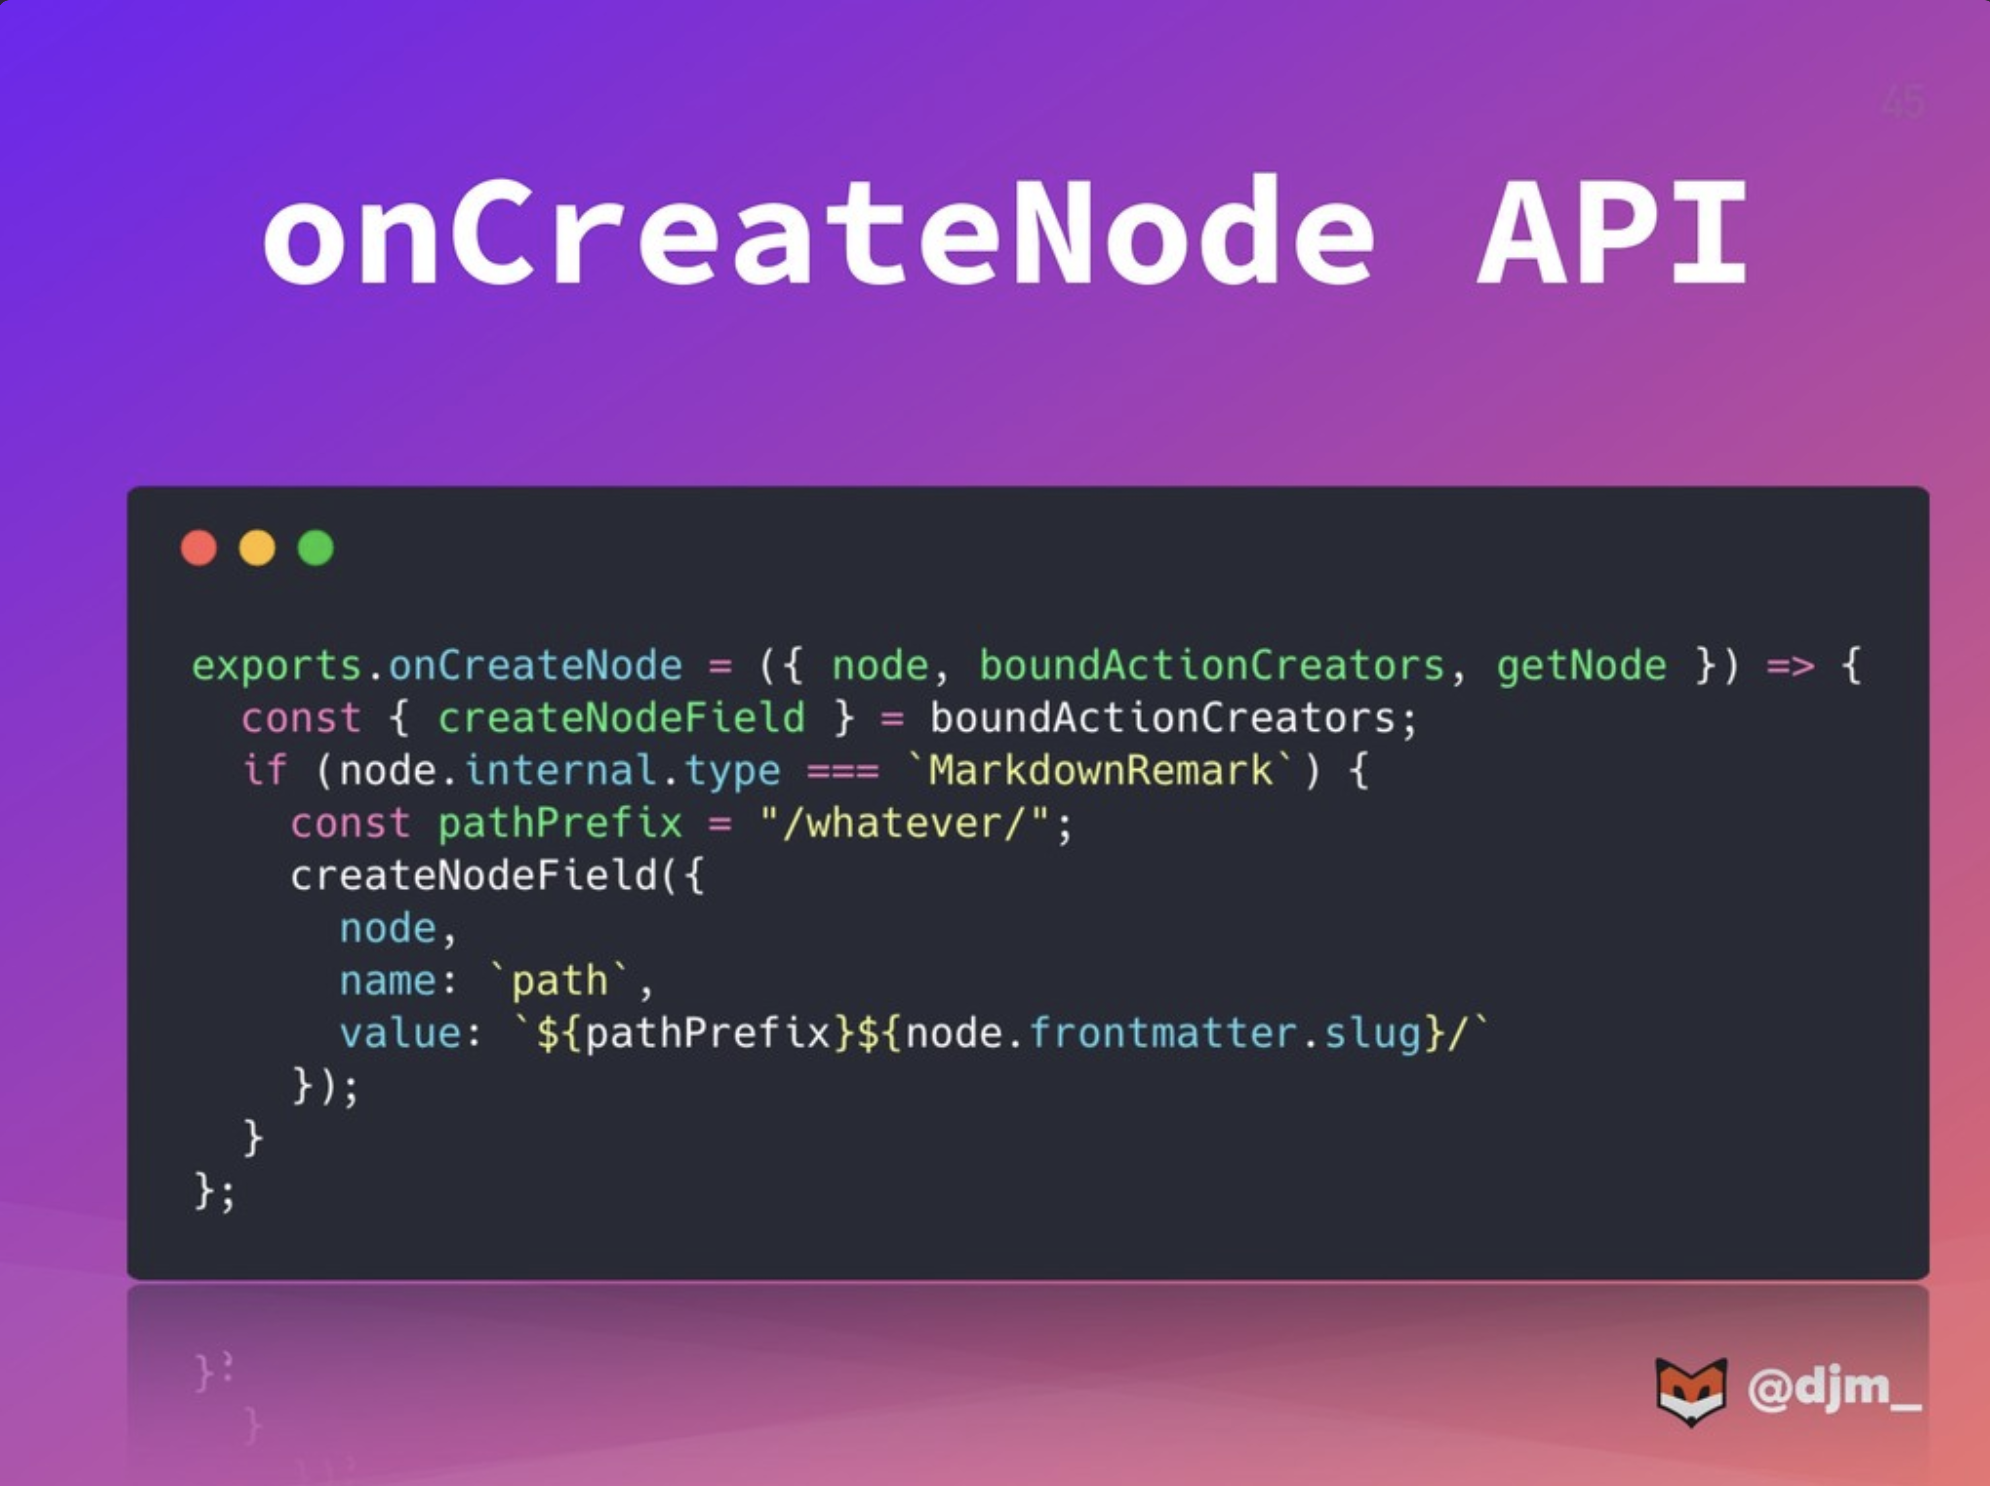 45
onCreateNode API
exports.onCreateNode = ({ node, boundActionCreators, getNode }) => {
  const { createNodeField } = boundActionCreators;
  if (node.internal.type === `MarkdownRemark`) {
    const pathPrefix = "/whatever/";
    createNodeField({
      node,
      name: `path`,
      value: `${pathPrefix}${node.frontmatter.slug}/`
    });
  }
};
@djm_